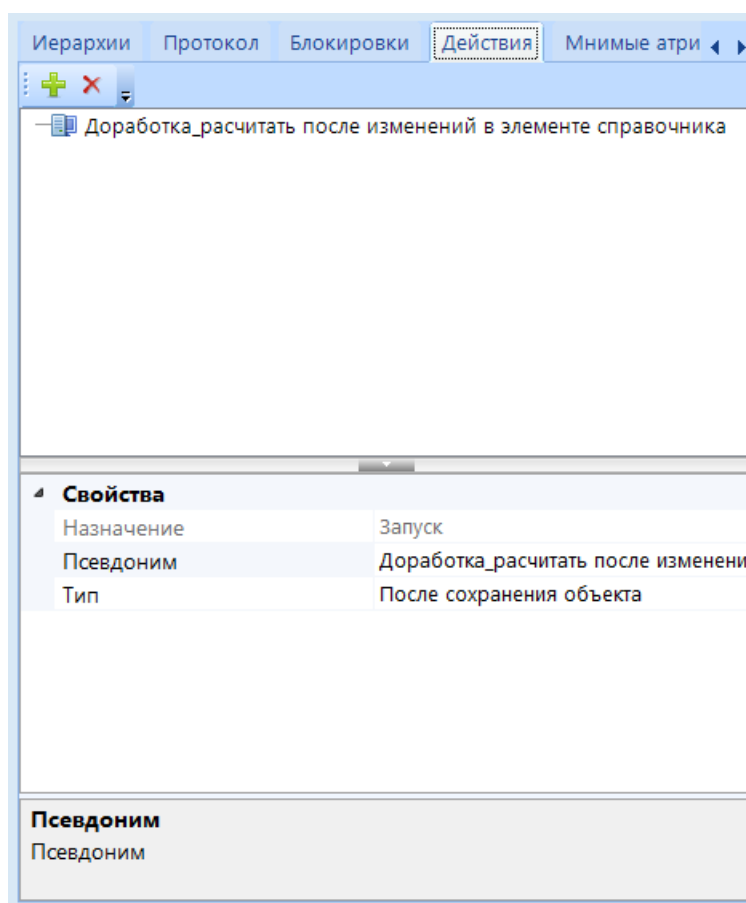 Иерархии Протокол Блокировки Действия Мнимые атри
Доработка_расчитать после изменений в элементе справочника
Свойства
Назначение Запуск
Псевдоним Доработка_расчитать после изменени
Тип После сохранения объекта
Псевдоним
Псевдоним